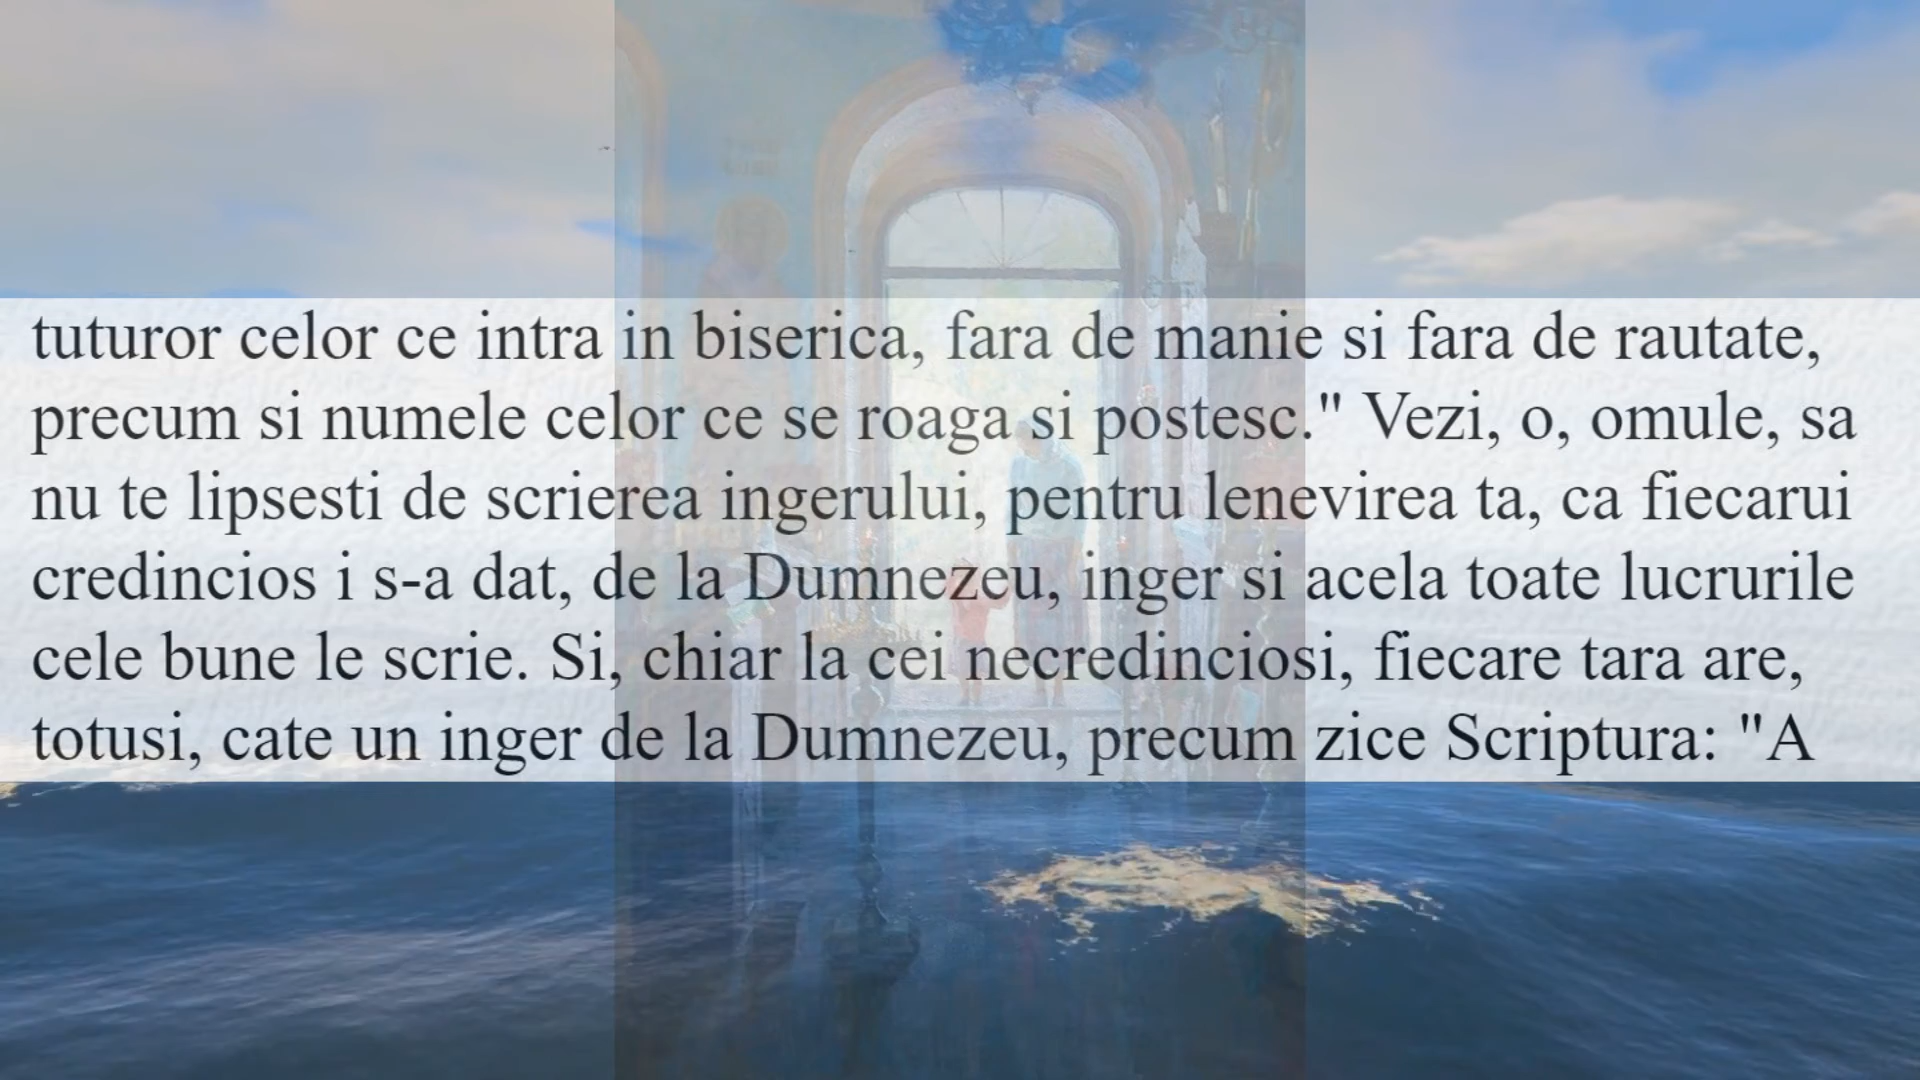 tuturor celor ce intra in biserica, fara de manie si fara de rautate,
precum si numele celor ce se roaga si postesc." Vezi, o, omule, sa
nu te lipsesti de scrierea ingerului, pentru lenevirea ta, ca fiecarui
credincios i s-a dat, de la Dumnezeu, inger si acela toate lucrurile
cele bune le scrie. Si, chiar la cei necredinciosi, fiecare tara are,
totusi, cate un inger de la Dumnezeu, precum zice Scriptura: "A